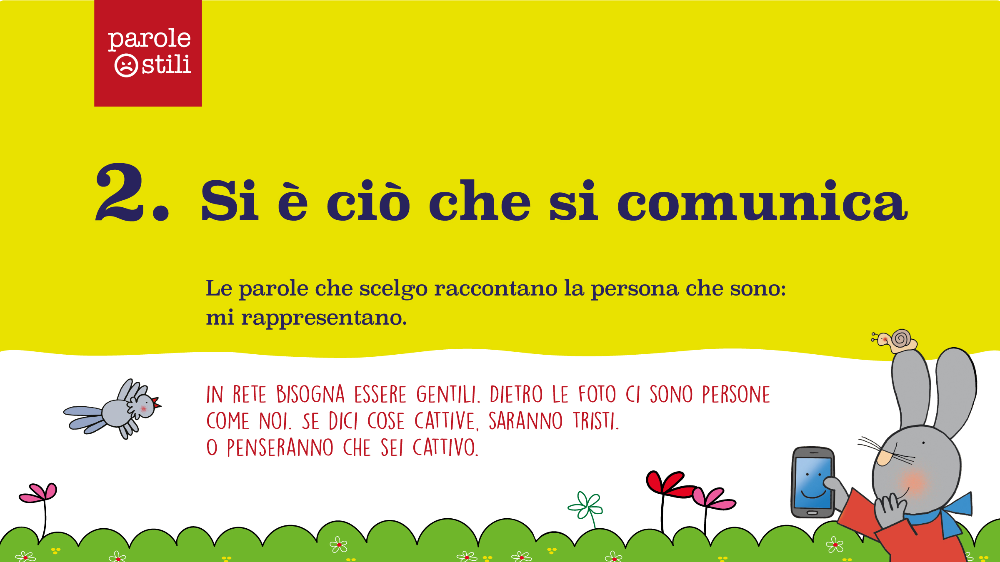 parole
ostili
2. Si è ciò che si comunica
Le parole che scelgo raccontano la persona che sono:
mi rappresentano.
IN RETE BISOGNA ESSERE GENTILI. DIETRO LE FOTO CI SONO PERSONE
COME NOI. SE DICI COSE CATTIVE, SARANNO TRISTI.
O PENSERANNO CHE SEI CATTIVO.